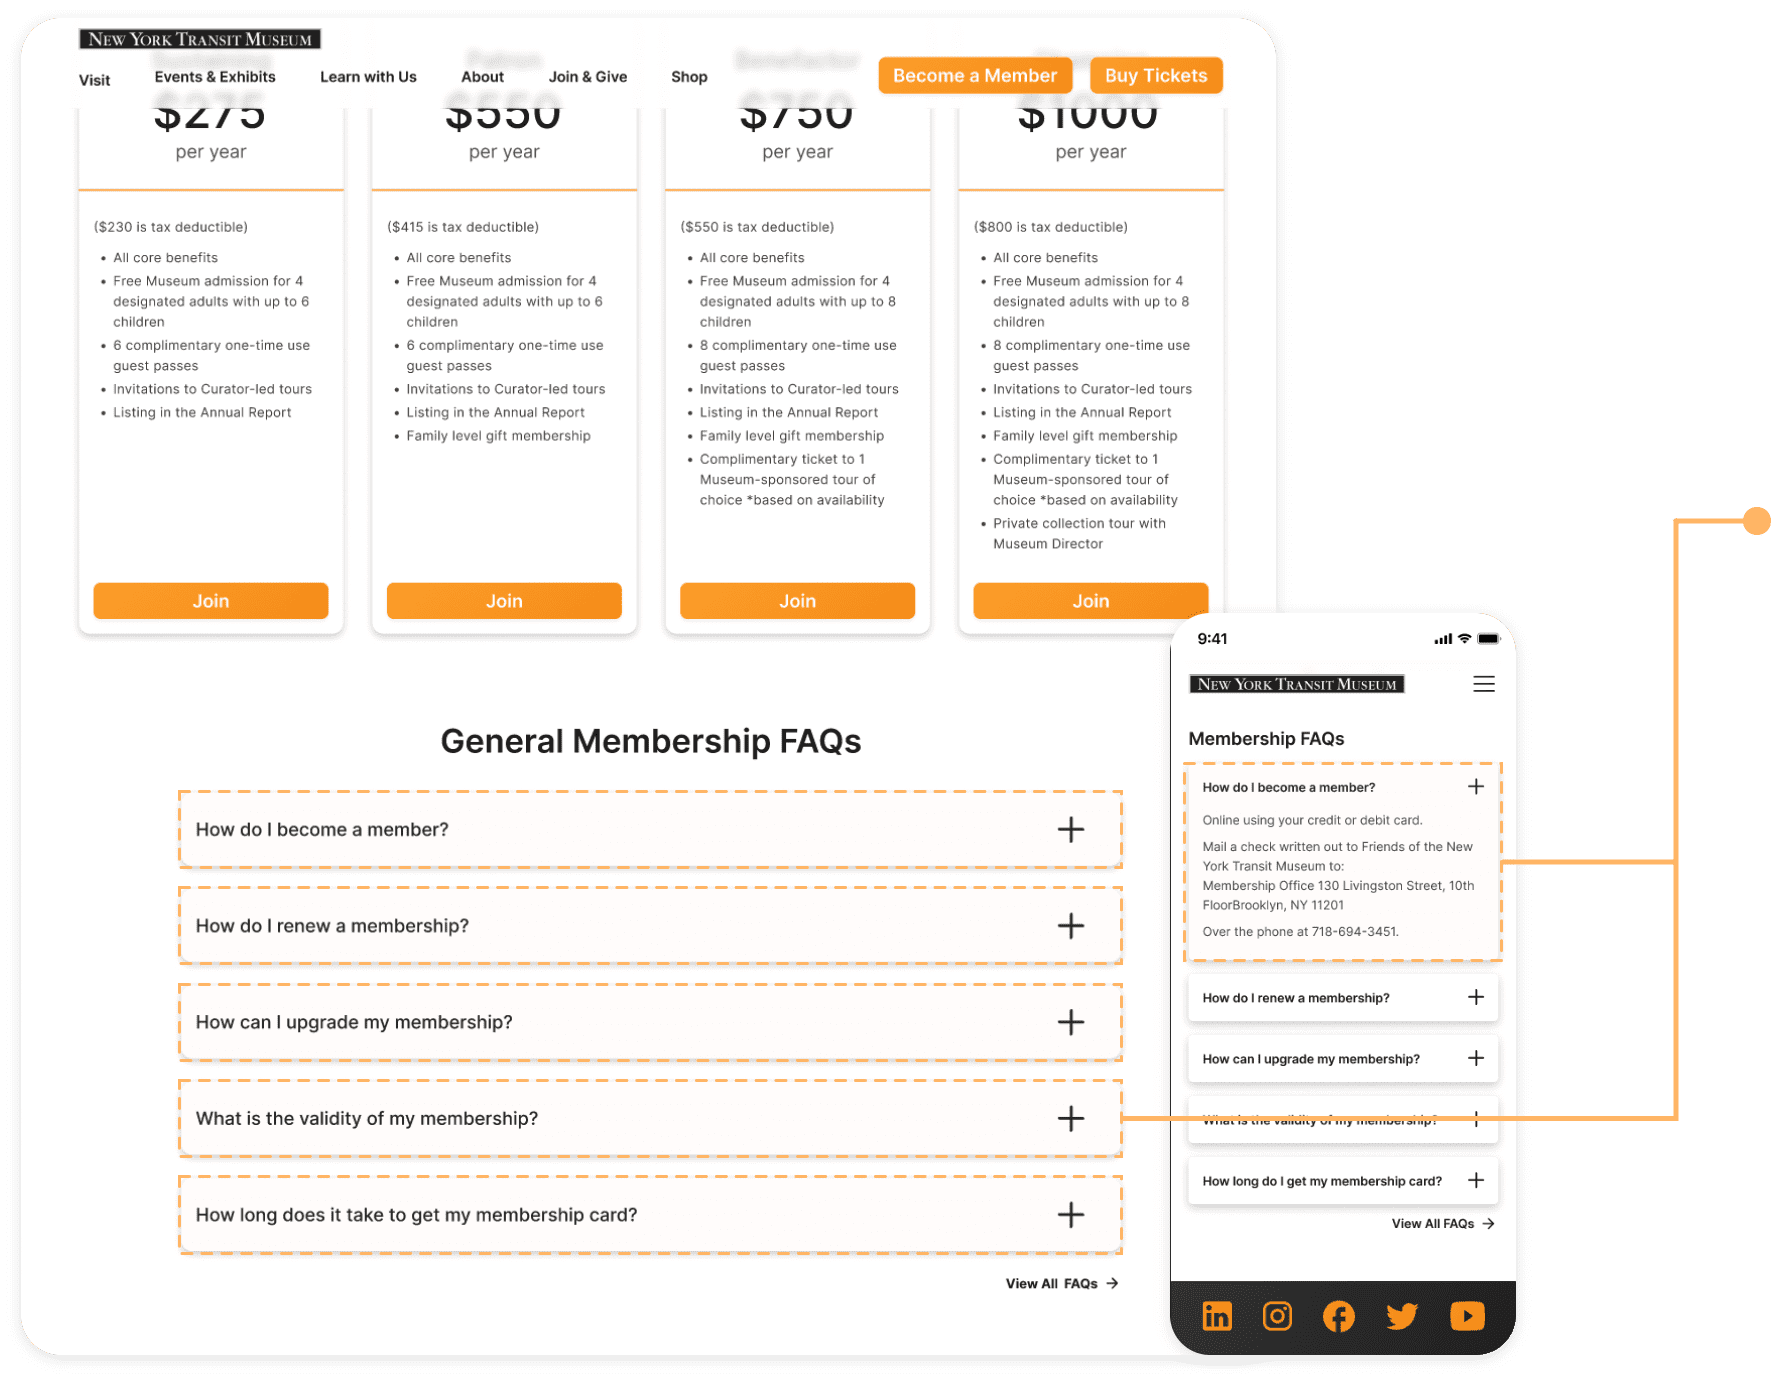 NEW YORK TRANSIT MUSEUM
Visit
Events & Exhibits
Learn with Us
About
Join & Give
Shop
Become a Member
Buy Tickets
Patron
Benefactor
$275
per year
($230 is tax deductible)
• All core benefits
• Free Museum admission for 4
designated adults with up to 6
children
• 6 complimentary one-time use
guest passes
• Invitations to Curator-led tours
• Listing in the Annual Report
Join
$550
per year
($415 is tax deductible)
• All core benefits
• Free Museum admission for 4
designated adults with up to 6
children
• 6 complimentary one-time use
guest passes
• Invitations to Curator-led tours
• Listing in the Annual Report
• Family level gift membership
Join
$750
per year
($550 is tax deductible)
• All core benefits
• Free Museum admission for 4
designated adults with up to 8
children
• 8 complimentary one-time use
guest passes
• Invitations to Curator-led tours
• Listing in the Annual Report
• Family level gift membership
• Complimentary ticket to 1
Museum-sponsored tour of
choice *based on availability
Join
$1000
per year
($800 is tax deductible)
• All core benefits
• Free Museum admission for 4
designated adults with up to 8
children
• 8 complimentary one-time use
guest passes
• Invitations to Curator-led tours
• Listing in the Annual Report
• Family level gift membership
• Complimentary ticket to 1
Museum-sponsored tour of
choice *based on availability
• Private collection tour with
Museum Director
Join
General Membership FAQs
How do I become a member?
How do I renew a membership?
How can I upgrade my membership?
What is the validity of my membership?
How long does it take to get my membership card?
View All FAQs →
9:41
NEW YORK TRANSIT MUSEUM
Membership FAQs
How do I become a member?
Online using your credit or debit card.
Mail a check written out to Friends of the New
York Transit Museum to:
Membership Office 130 Livingston Street, 10th
FloorBrooklyn, NY 11201
Over the phone at 718-694-3451.
How do I renew a membership?
How can I upgrade my membership?
What is the validity of my membership?
How long do I get my membership card?
View All FAQs →